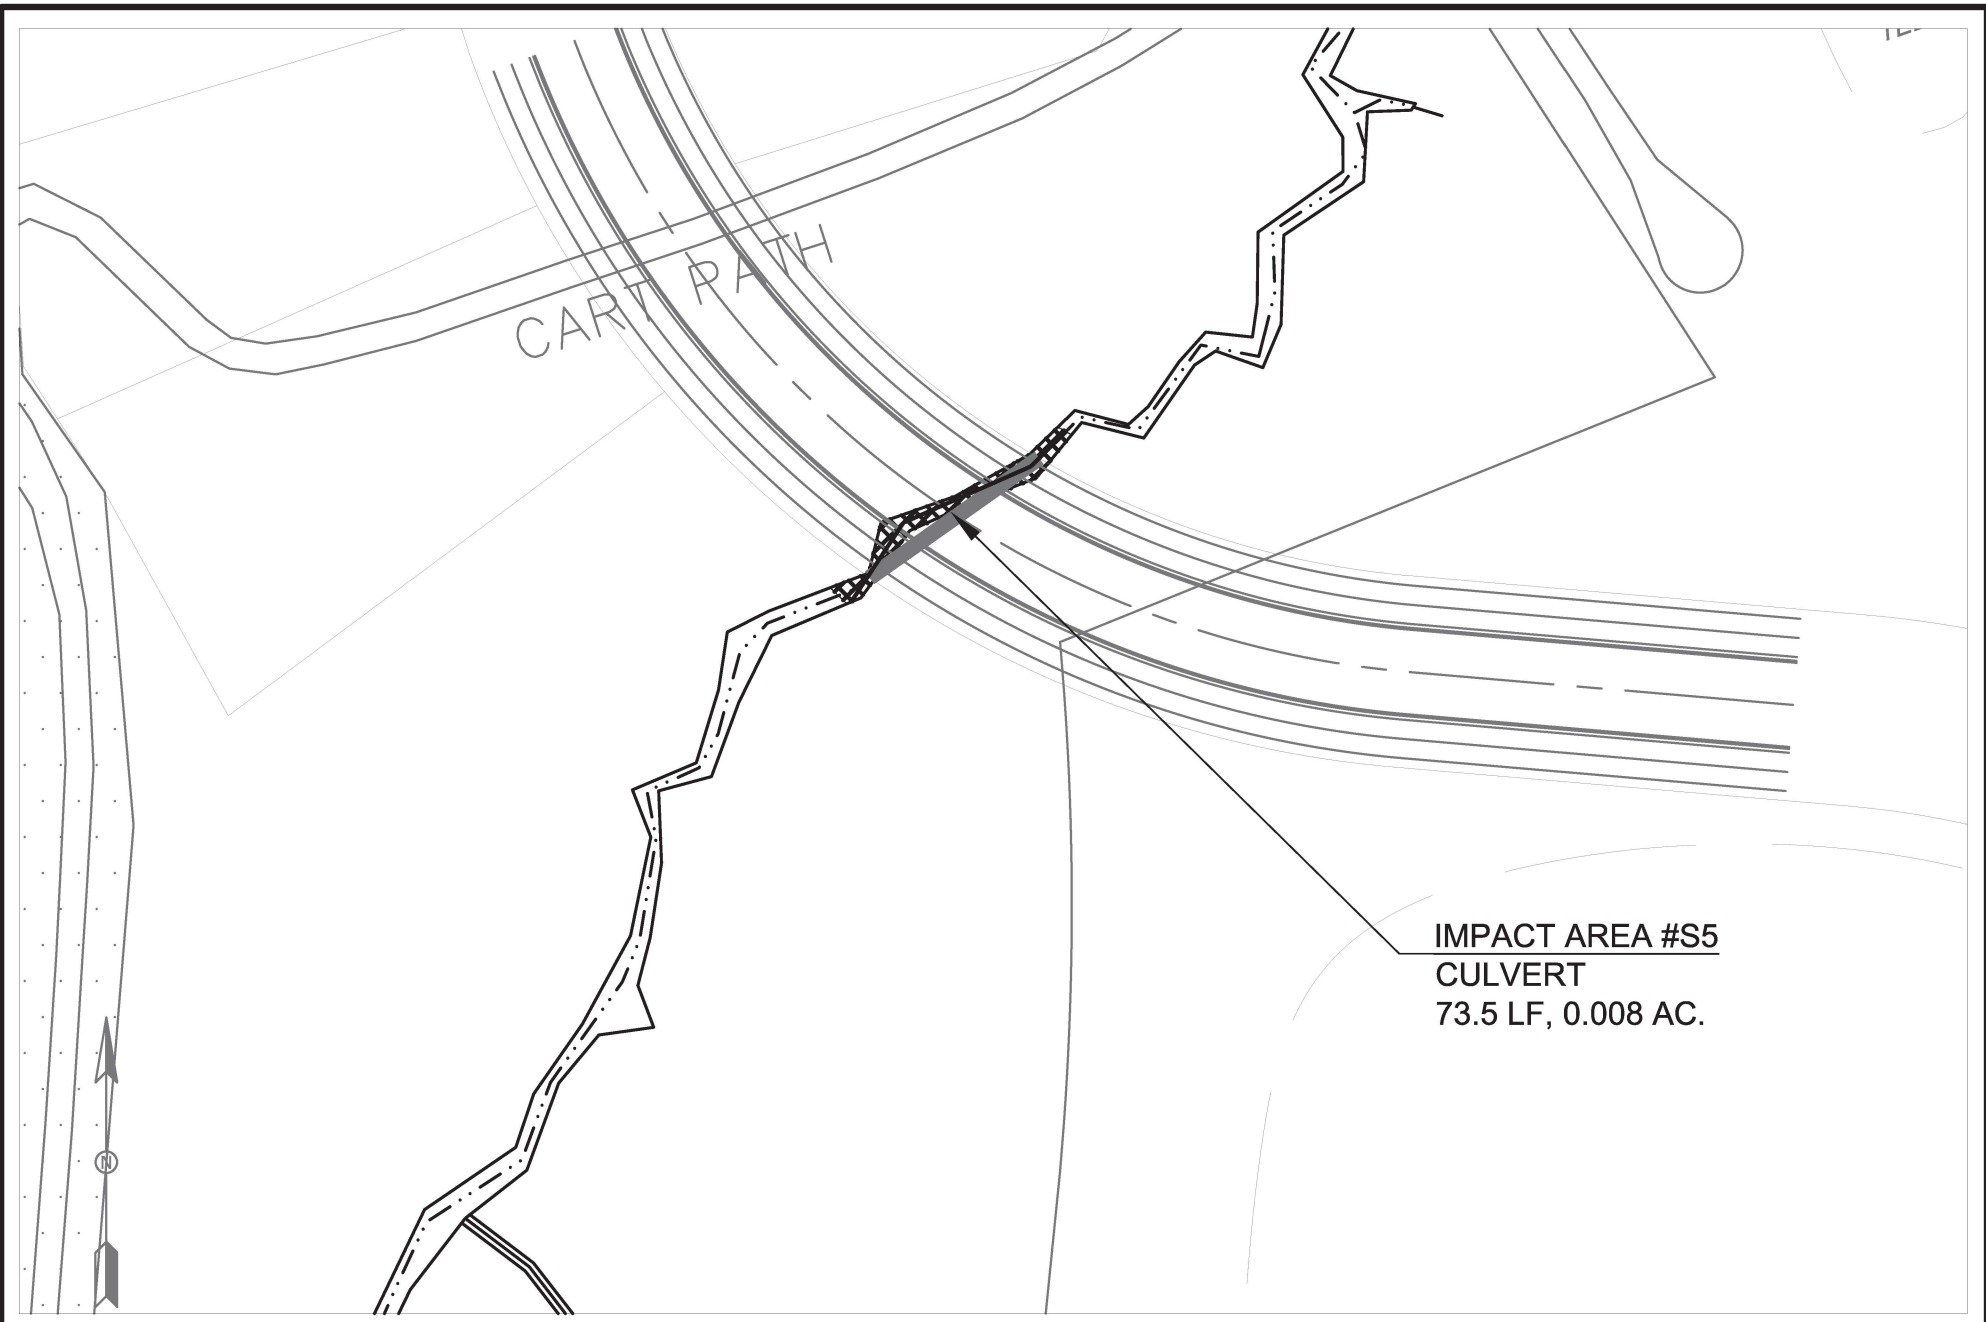 CART PATH
IMPACT AREA #S5
CULVERT
73.5 LF, 0.008 AC.
N